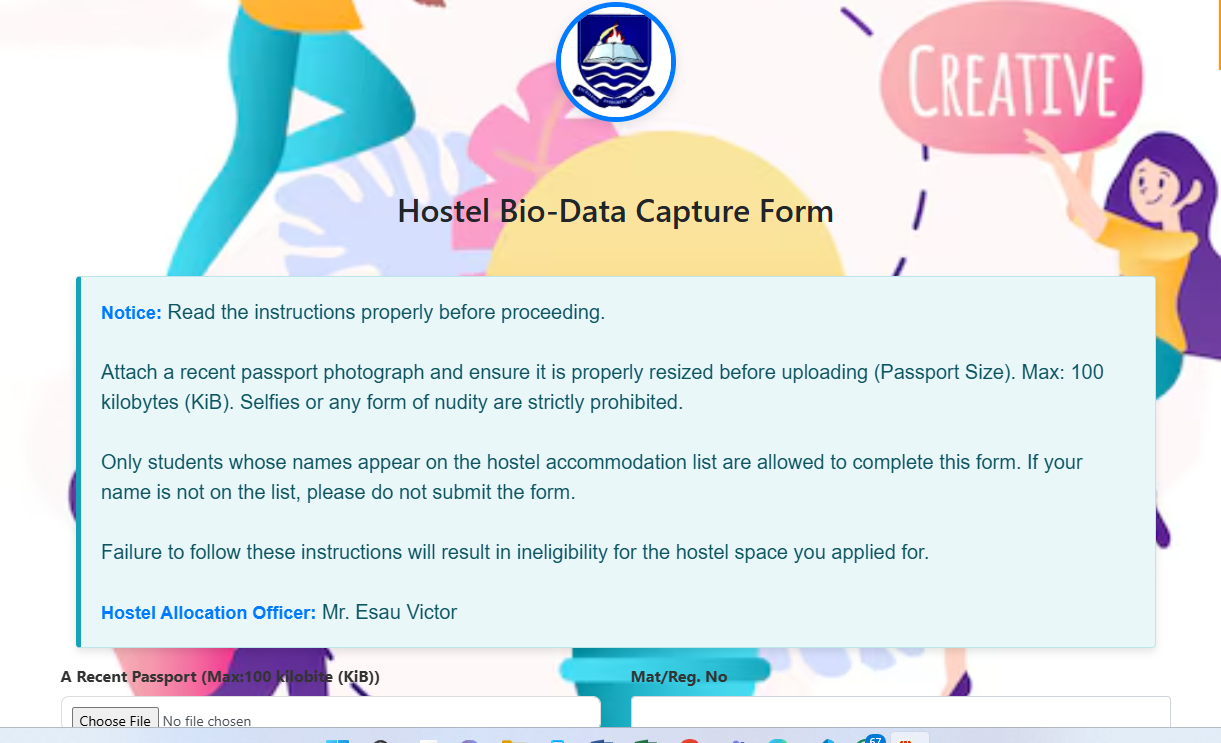 CREATIVE
Hostel Bio-Data Capture Form
Notice: Read the instructions properly before proceeding.
Attach a recent passport photograph and ensure it is properly resized before uploading (Passport Size). Max: 100
kilobytes (KiB). Selfies or any form of nudity are strictly prohibited.
Only students whose names appear on the hostel accommodation list are allowed to complete this form. If your
name is not on the list, please do not submit the form.
Failure to follow these instructions will result in ineligibility for the hostel space you applied for.
Hostel Allocation Officer: Mr. Esau Victor
A Recent Passport (Max:100 kilobite (KiB))
Mat/Reg. No
Choose File No file chosen
67